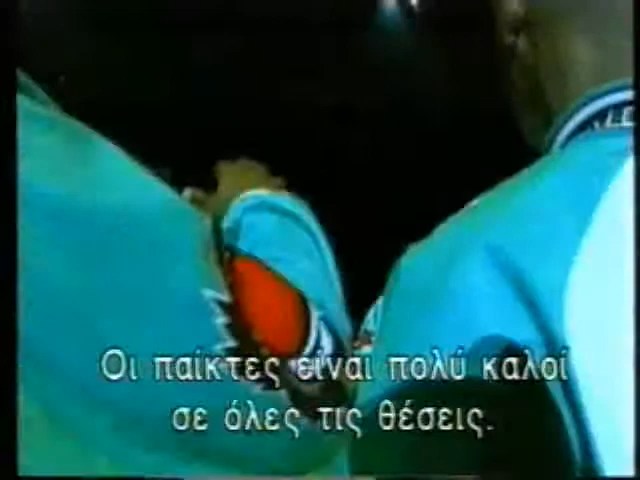 Οι παίκτες είναι πολύ καλοί
σε όλες τις θέσεις.